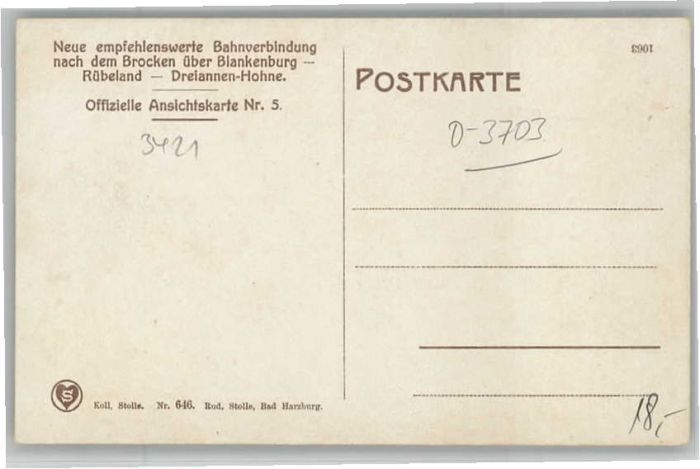 Neue empfehlenswerte Bahnverbindung
nach dem Brocken über Blankenburg —
Rübeland — Dreiannen-Hohne.
Offizielle Ansichtskarte Nr. 5.
3421
1063
POSTKARTE
D-3703
S
Koll. Stolle. Nr. 646. Rud. Stolle, Bad Harzburg.
18,-